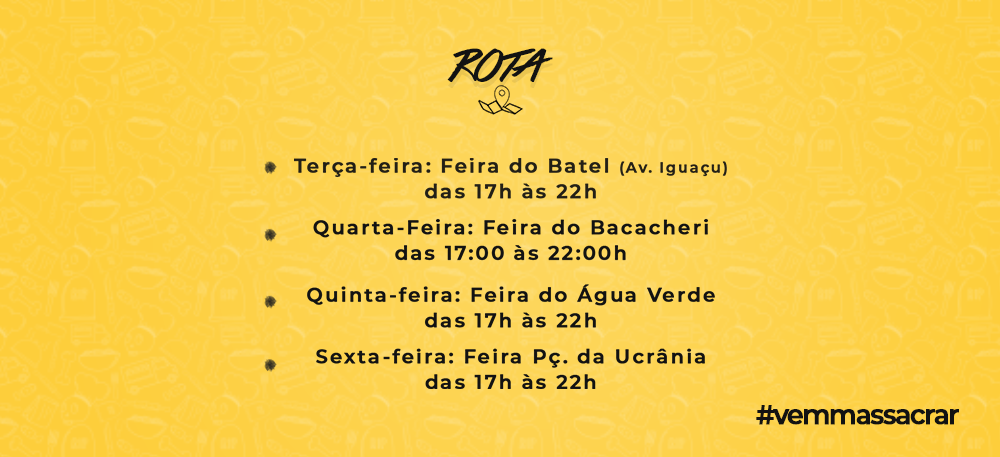 ROTA
Terça-feira: Feira do Batel (Av. Iguaçu)
das 17h às 22h
Quarta-Feira: Feira do Bacacheri
das 17:00 às 22:00h
Quinta-feira: Feira do Água Verde
das 17h às 22h
Sexta-feira: Feira Pç. da Ucrânia
das 17h às 22h
#vemmassacrar